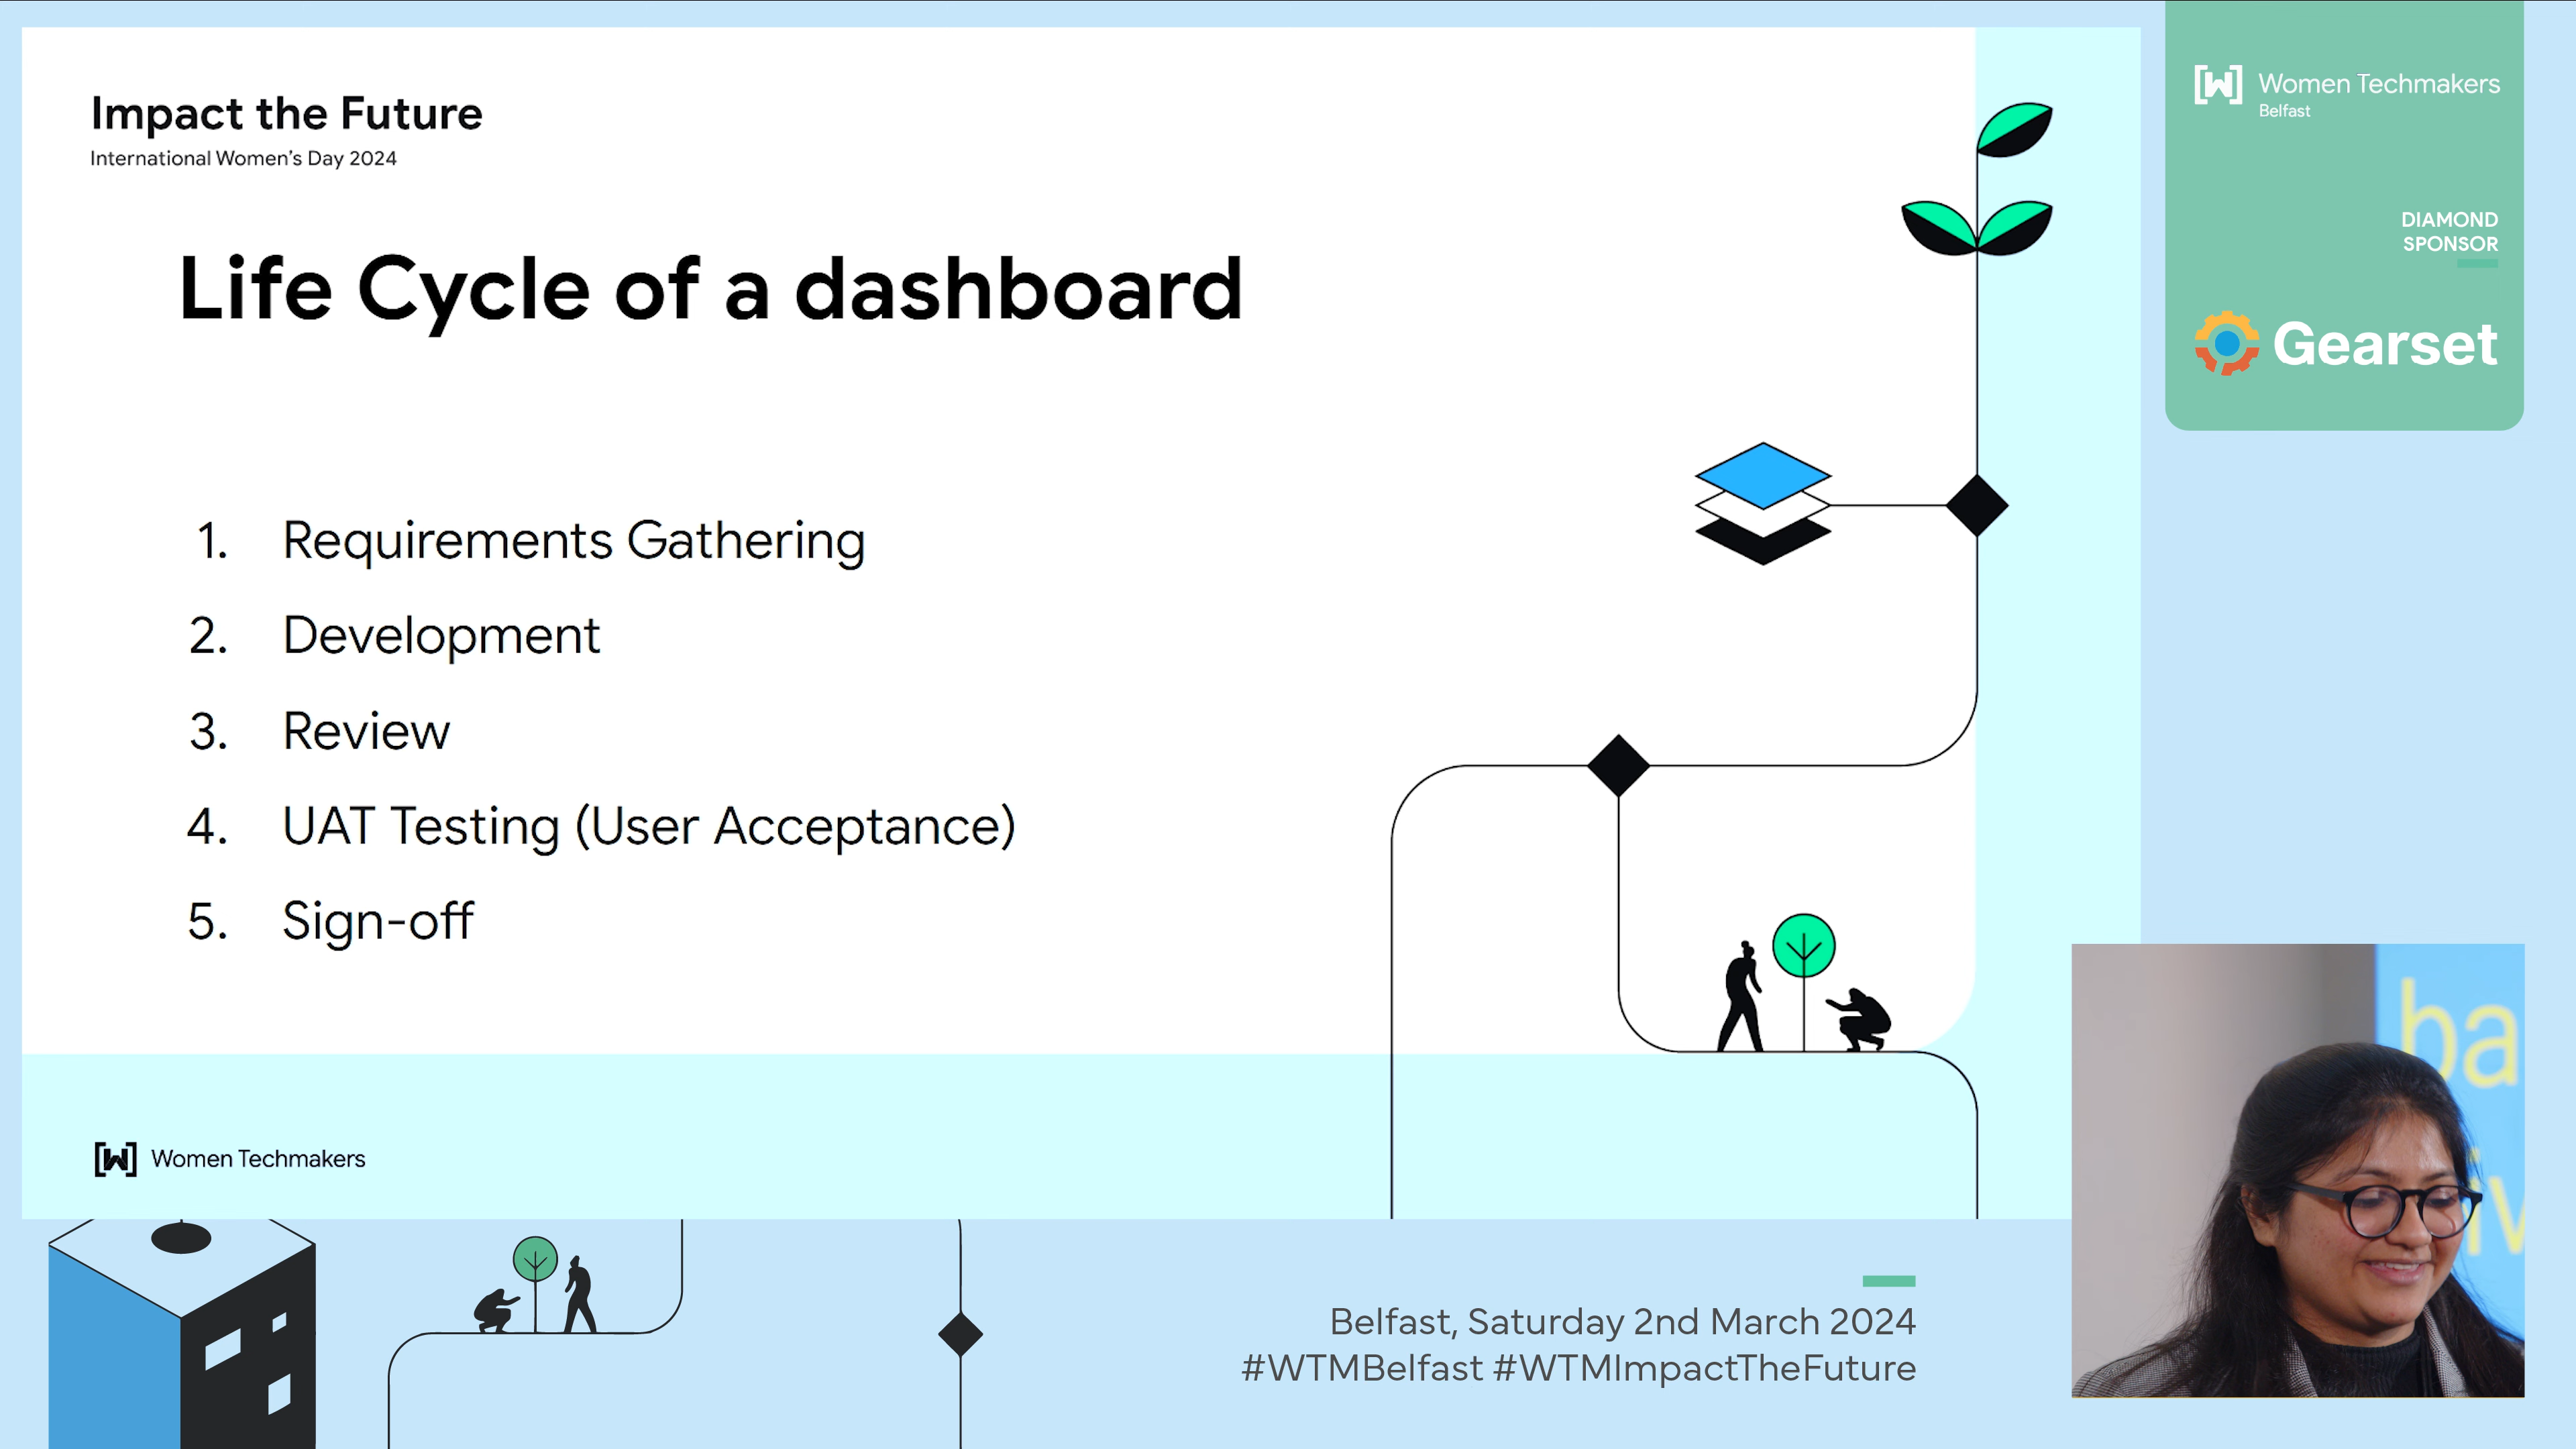 Impact the Future
International Women's Day 2024
Life Cycle of a dashboard
1. Requirements Gathering
2. Development
3. Review
4. UAT Testing (User Acceptance)
5. Sign-off
[W] Women Techmakers
Women Techmakers
Belfast
DIAMOND
SPONSOR
Gearset
ba
iv
Belfast, Saturday 2nd March 2024
#WTMBelfast #WTMImpactTheFuture